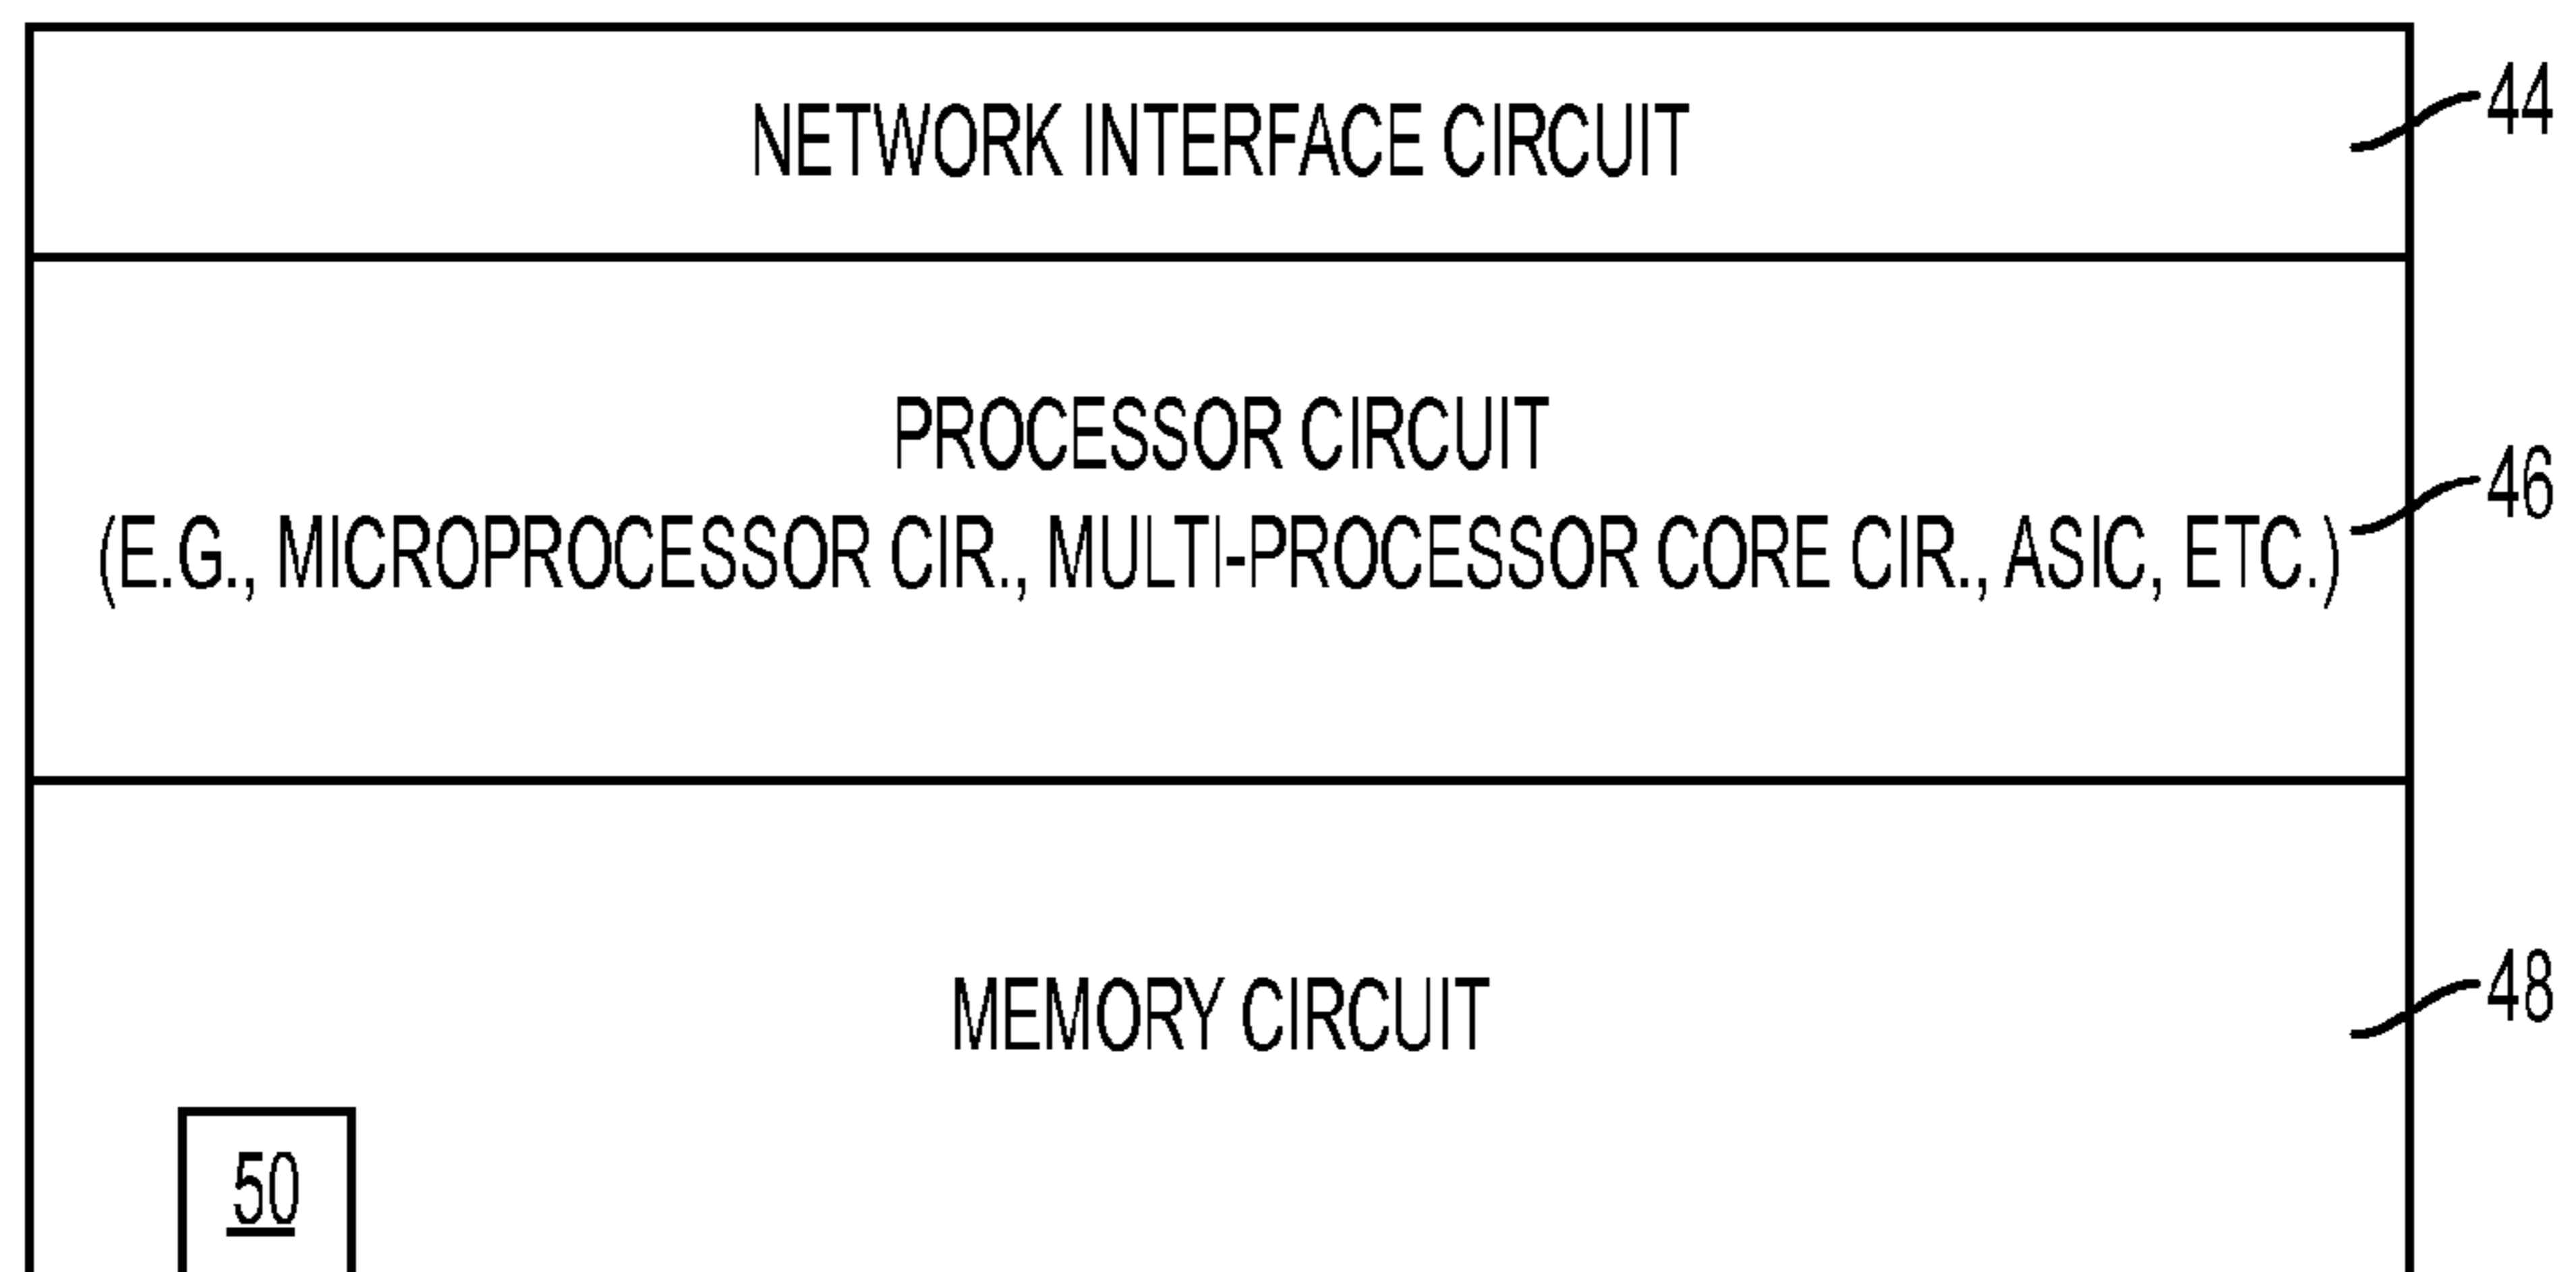 NETWORK INTERFACE CIRCUIT
44
PROCESSOR CIRCUIT
(E.G., MICROPROCESSOR CIR., MULTI-PROCESSOR CORE CIR., ASIC, ETC.)
46
MEMORY CIRCUIT
48
50